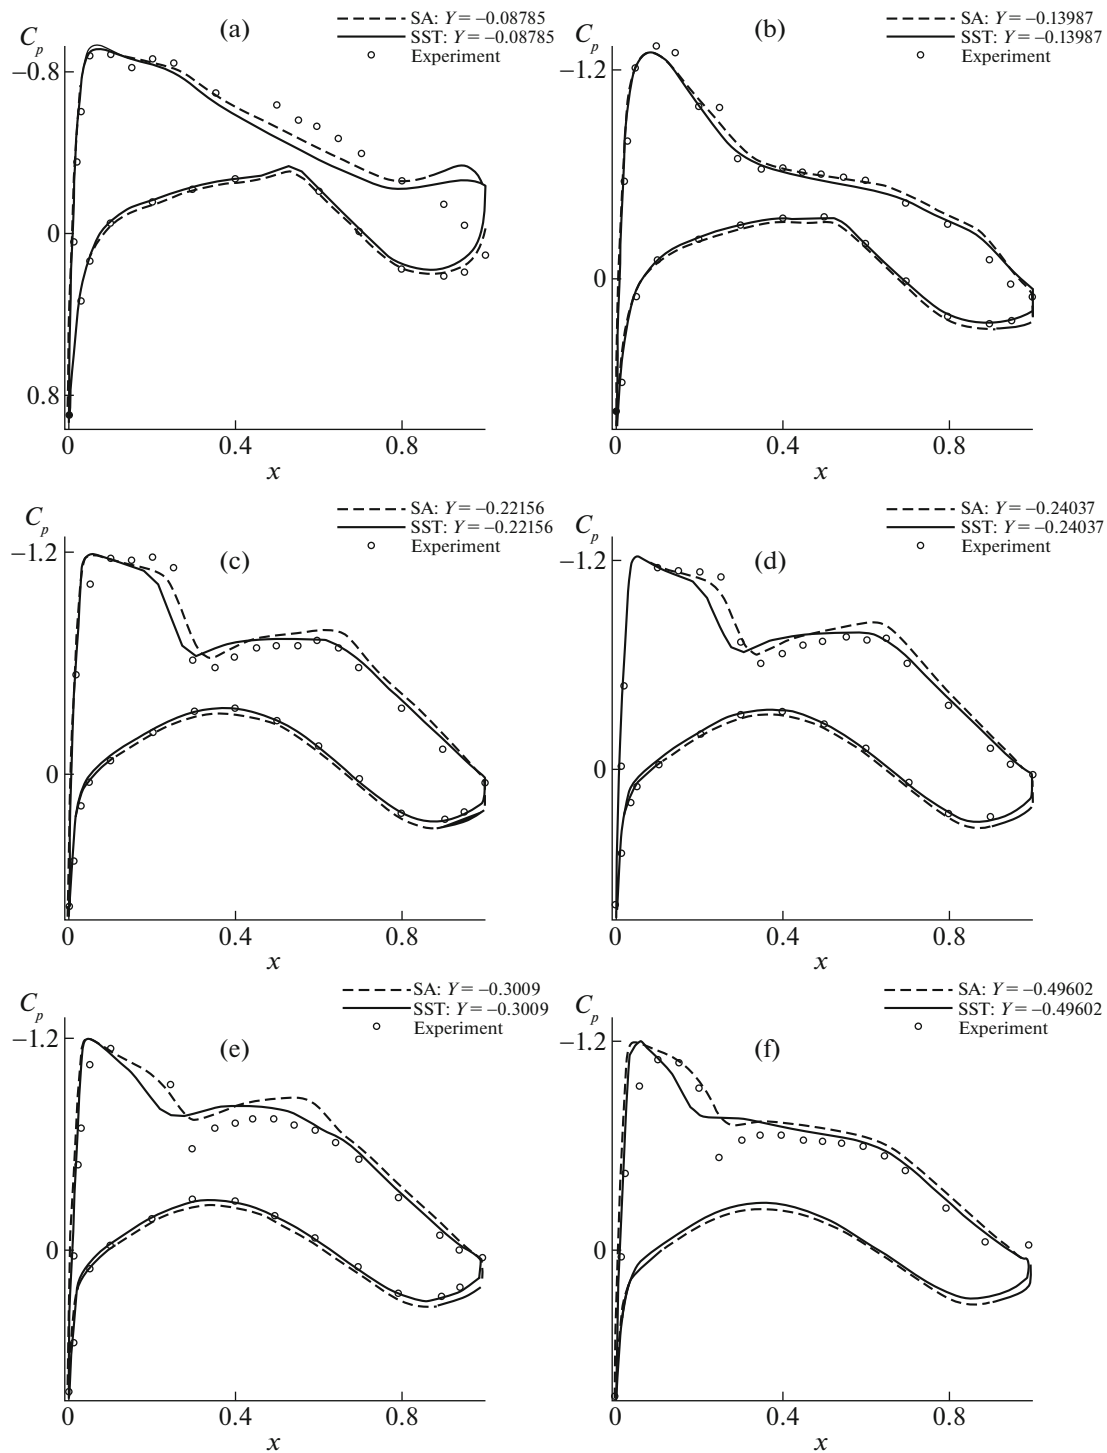 (a)
SA: Y = –0.08785
SST: Y = –0.08785
Experiment
C_p
–0.8
0
0.8
0 0.4 0.8
x
(b)
SA: Y = –0.13987
SST: Y = –0.13987
Experiment
C_p
–1.2
0
0 0.4 0.8
x
(c)
SA: Y = –0.22156
SST: Y = –0.22156
Experiment
C_p
–1.2
0
0 0.4 0.8
x
(d)
SA: Y = –0.24037
SST: Y = –0.24037
Experiment
C_p
–1.2
0
0 0.4 0.8
x
(e)
SA: Y = –0.3009
SST: Y = –0.3009
Experiment
C_p
–1.2
0
0 0.4 0.8
x
(f)
SA: Y = –0.49602
SST: Y = –0.49602
Experiment
C_p
–1.2
0
0 0.4 0.8
x